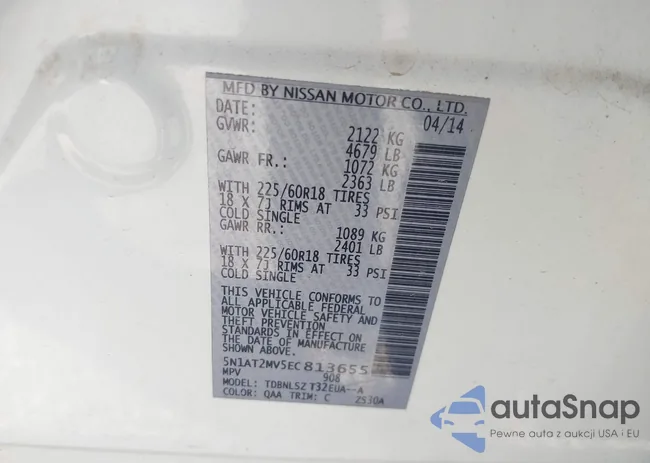 MFD BY NISSAN MOTOR CO., LTD.
DATE: 04/14
GVWR: 2122 KG
4679 LB
GAWR FR.: 1072 KG
2363 LB
WITH 225/60R18 TIRES
18 X 7J RIMS AT 33 PSI
COLD SINGLE
GAWR RR.: 1089 KG
2401 LB
WITH 225/60R18 TIRES
18 X 7J RIMS AT 33 PSI
COLD SINGLE
THIS VEHICLE CONFORMS TO
ALL APPLICABLE FEDERAL
MOTOR VEHICLE SAFETY AND
THEFT PREVENTION
STANDARDS IN EFFECT ON
THE DATE OF MANUFACTURE
SHOWN ABOVE.
5N1AT2MV5EC813655
MPV 908
MODEL: TDBNLSZ T32EUA--A
COLOR: QAA TRIM: C ZS30A
autoSnap
Pewne auta z aukcji USA i EU